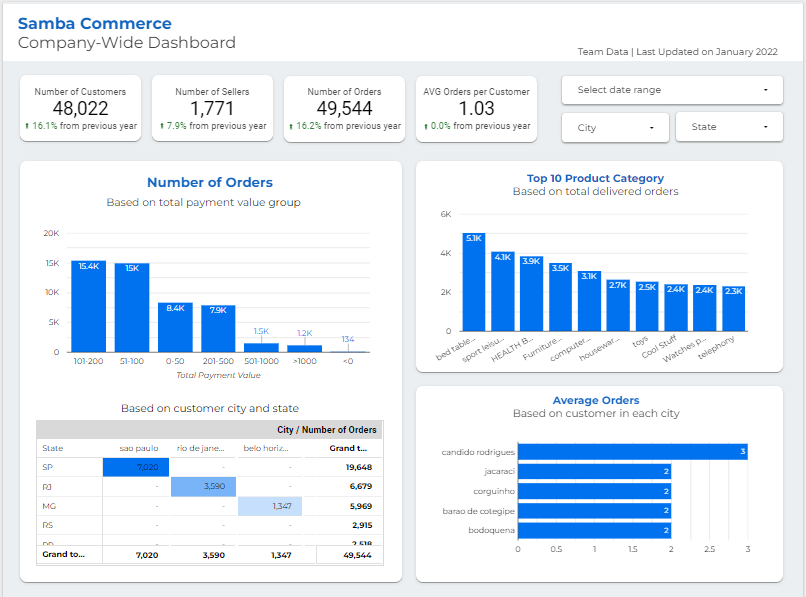 Samba Commerce
Company-Wide Dashboard
Team Data | Last Updated on January 2022
Number of Customers
48,022
16.1% from previous year
Number of Sellers
1,771
7.9% from previous year
Number of Orders
49,544
16.2% from previous year
AVG Orders per Customer
1.03
0.0% from previous year
Select date range
City
State
Number of Orders
Based on total payment value group
20K
15K
10K
5K
0
15.4K
15K
8.4K
7.9K
1.5K
1.2K
134
101-200
51-100
0-50
201-500
501-1000
>1000
<0
Total Payment Value
Based on customer city and state
City / Number of Orders
State sao paulo rio de jane... belo horiz... Grand t...
SP 7,020 - - 19,648
RJ - 3,590 - 6,679
MG - - 1,347 5,969
RS - - - 2,915
Grand to... 7,020 3,590 1,347 49,544
Top 10 Product Category
Based on total delivered orders
6K
4K
2K
0
5.1K
4.1K
3.9K
3.5K
3.1K
2.7K
2.5K
2.4K
2.4K
2.3K
bed table...
sport leisu...
HEALTH B...
Furniture...
computer...
housewar...
toys
Cool Stuff
Watches p...
telephony
Average Orders
Based on customer in each city
candido rodrigues 3
jacaraci 2
corguinho 2
barao de cotegipe 2
bodoquena 2
0 0.5 1 1.5 2 2.5 3